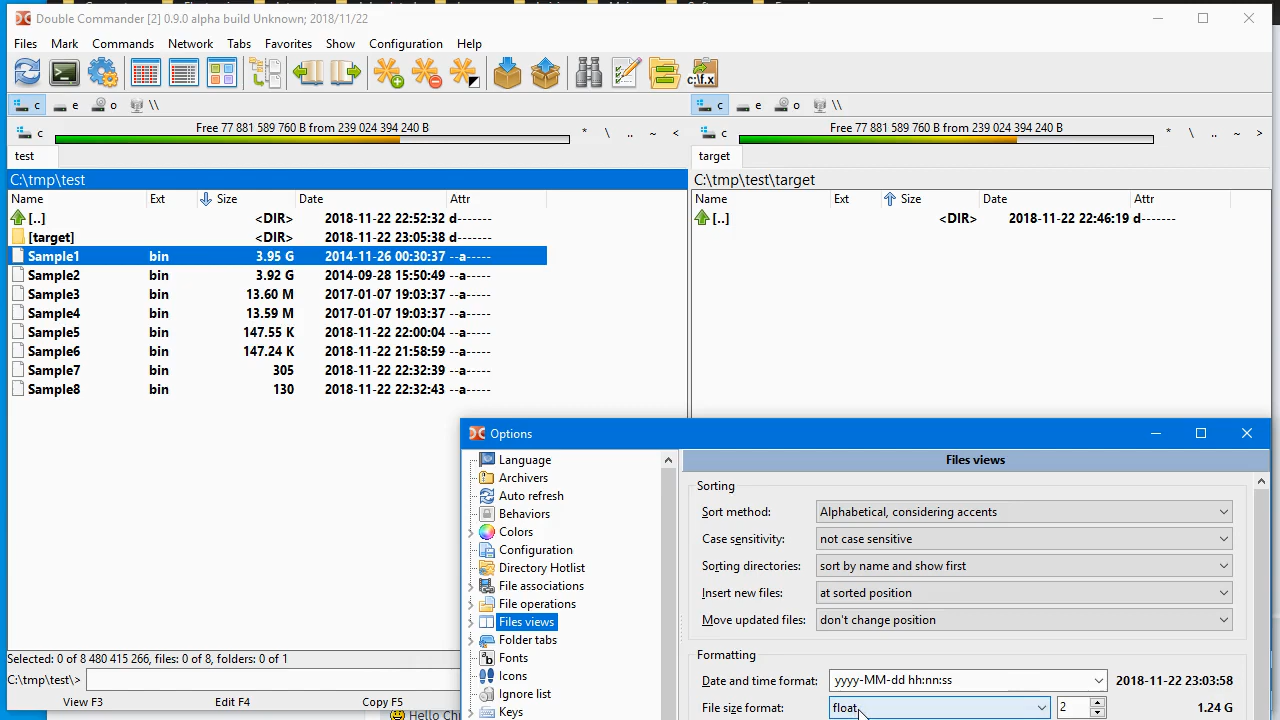 Double Commander [2] 0.9.0 alpha build Unknown; 2018/11/22
Files Mark Commands Network Tabs Favorites Show Configuration Help
c:\f.x
c e o \\
c e o \\
c Free 77 881 589 760 B from 239 024 394 240 B * \ .. ~ <
c Free 77 881 589 760 B from 239 024 394 240 B * \ .. ~ >
test
target
C:\tmp\test
C:\tmp\test\target
Name Ext Size Date Attr
[..] <DIR> 2018-11-22 22:52:32 d-------
[target] <DIR> 2018-11-22 23:05:38 d-------
Sample1 bin 3.95 G 2014-11-26 00:30:37 --a-----
Sample2 bin 3.92 G 2014-09-28 15:50:49 --a-----
Sample3 bin 13.60 M 2017-01-07 19:03:37 --a-----
Sample4 bin 13.59 M 2017-01-07 19:03:37 --a-----
Sample5 bin 147.55 K 2018-11-22 22:00:04 --a-----
Sample6 bin 147.24 K 2018-11-22 21:58:59 --a-----
Sample7 bin 305 2018-11-22 22:32:39 --a-----
Sample8 bin 130 2018-11-22 22:32:43 --a-----
Name Ext Size Date Attr
[..] <DIR> 2018-11-22 22:46:19 d-------
Selected: 0 of 8 480 415 266, files: 0 of 8, folders: 0 of 1
C:\tmp\test\>
View F3 Edit F4 Copy F5
Options
Language
Archivers
Auto refresh
Behaviors
Colors
Configuration
Directory Hotlist
File associations
File operations
Files views
Folder tabs
Fonts
Icons
Ignore list
Keys
Files views
Sorting
Sort method: Alphabetical, considering accents
Case sensitivity: not case sensitive
Sorting directories: sort by name and show first
Insert new files: at sorted position
Move updated files: don't change position
Formatting
Date and time format: yyyy-MM-dd hh:nn:ss 2018-11-22 23:03:58
File size format: float 2 1.24 G